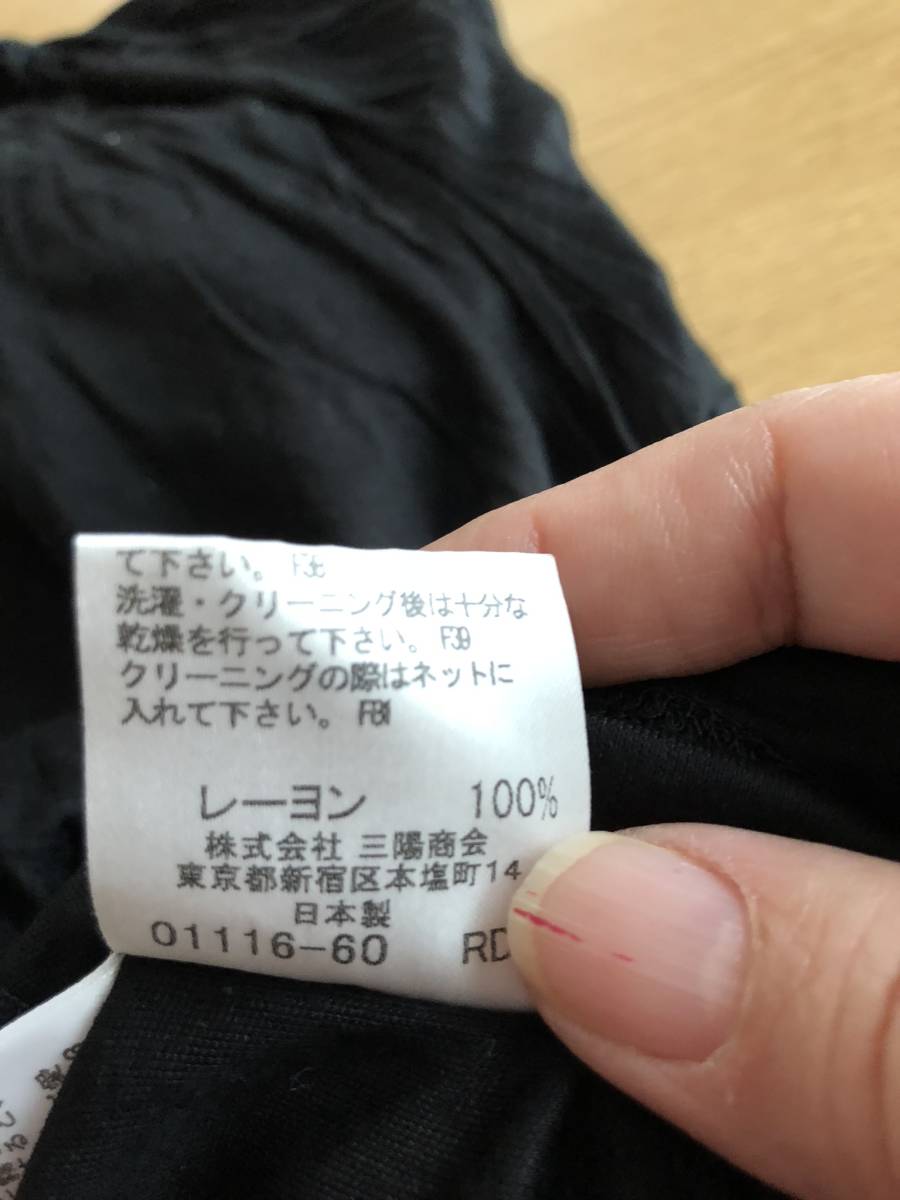 て下さい。 F38
洗濯・クリーニング後は十分な
乾燥を行って下さい。F39
クリーニングの際はネットに
入れて下さい。 F81
レーヨン 100%
株式会社 三陽商会
東京都新宿区本塩町14
日本製
01116-60 RD